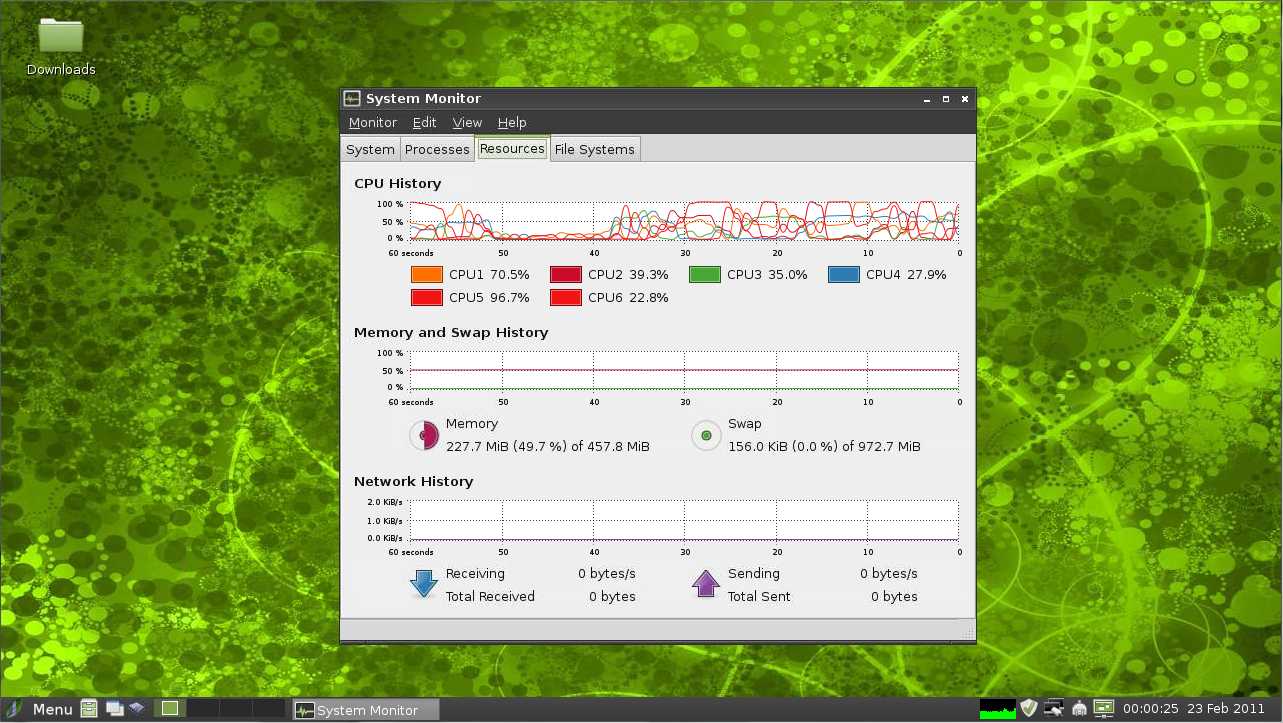 Downloads
System Monitor
Monitor Edit View Help
System Processes Resources File Systems
CPU History
100 %
50 %
0 %
60 seconds 50 40 30 20 10 0
CPU1 70.5% CPU2 39.3% CPU3 35.0% CPU4 27.9%
CPU5 96.7% CPU6 22.8%
Memory and Swap History
100 %
50 %
0 %
60 seconds 50 40 30 20 10 0
Memory Swap
227.7 MiB (49.7 %) of 457.8 MiB 156.0 KiB (0.0 %) of 972.7 MiB
Network History
2.0 KiB/s
1.0 KiB/s
0.0 KiB/s
60 seconds 50 40 30 20 10 0
Receiving 0 bytes/s Sending 0 bytes/s
Total Received 0 bytes Total Sent 0 bytes
Menu System Monitor 00:00:25 23 Feb 2011